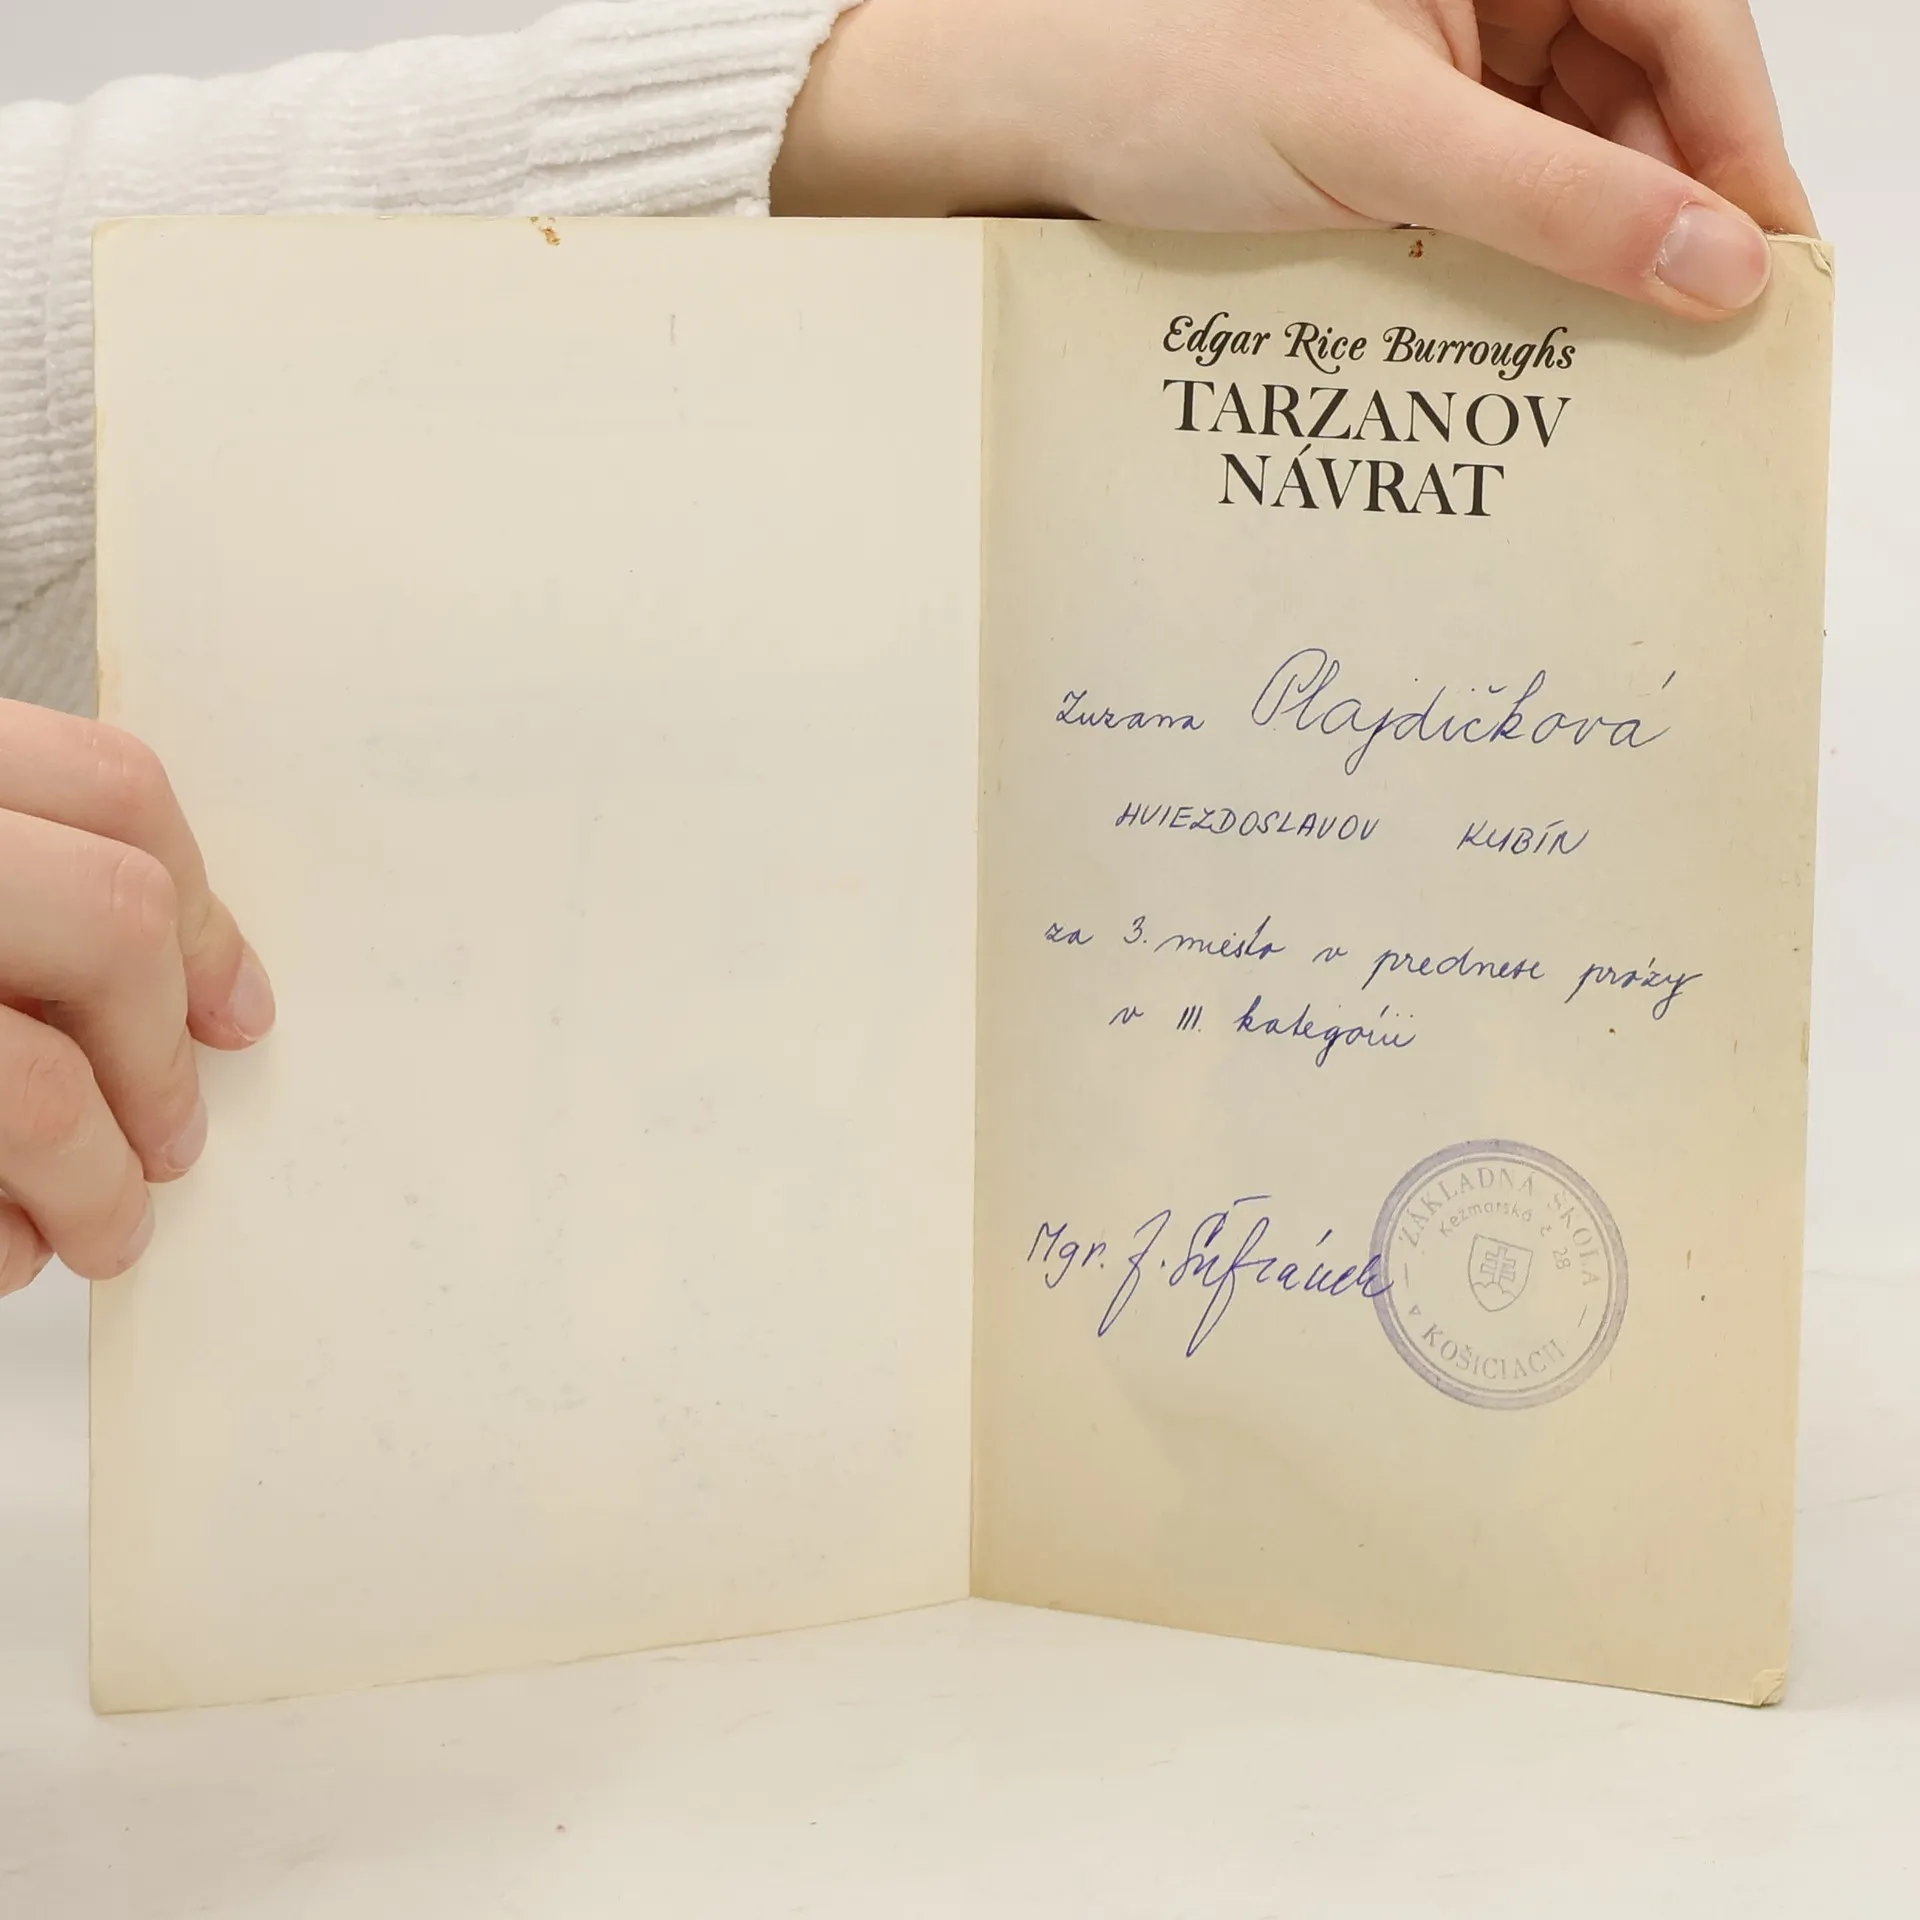 Edgar Rice Burroughs
TARZANOV
NÁVRAT
Zuzana Plajdičková
HVIEZDOSLAVOV KUBÍN
za 3. miesto v prednese prózy
v III. kategórii
Mgr. J.
ZÁKLADNÁ ŠKOLA
Kežmarská č. 28
V KOŠICIACH